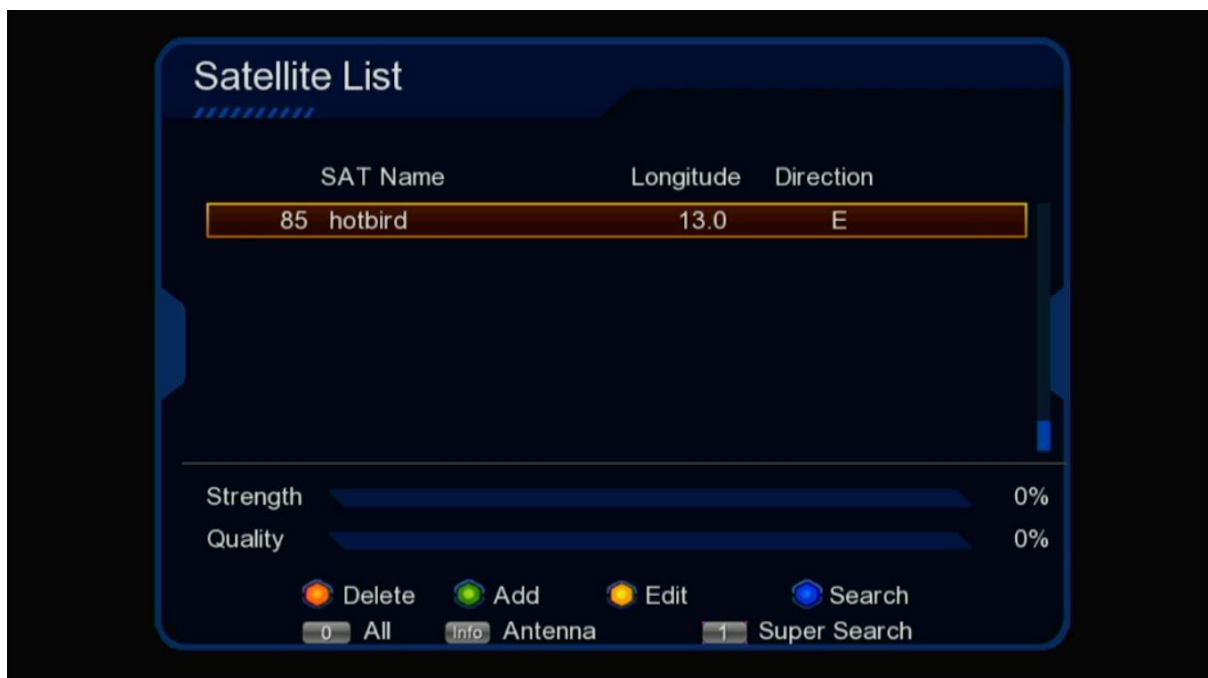 Satellite List
SAT Name Longitude Direction
85 hotbird 13.0 E
Strength 0%
Quality 0%
Delete Add Edit Search
0 All Info Antenna 1 Super Search